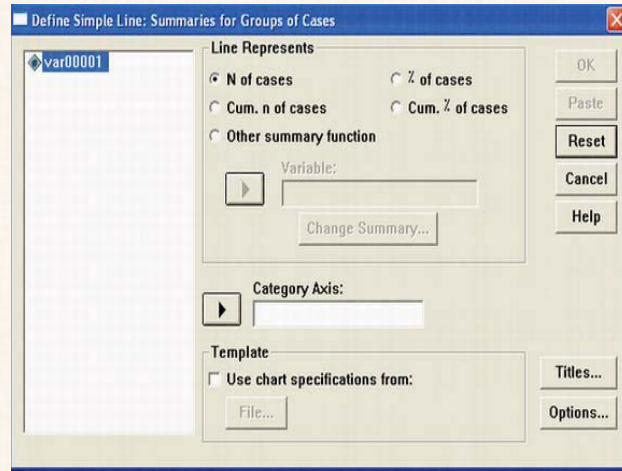 Define Simple Line: Summaries for Groups of Cases
var00001
Line Represents
N of cases
% of cases
Cum. n of cases
Cum. % of cases
Other summary function
Variable:
Change Summary...
Category Axis:
Template
Use chart specifications from:
File...
OK
Paste
Reset
Cancel
Help
Titles...
Options...